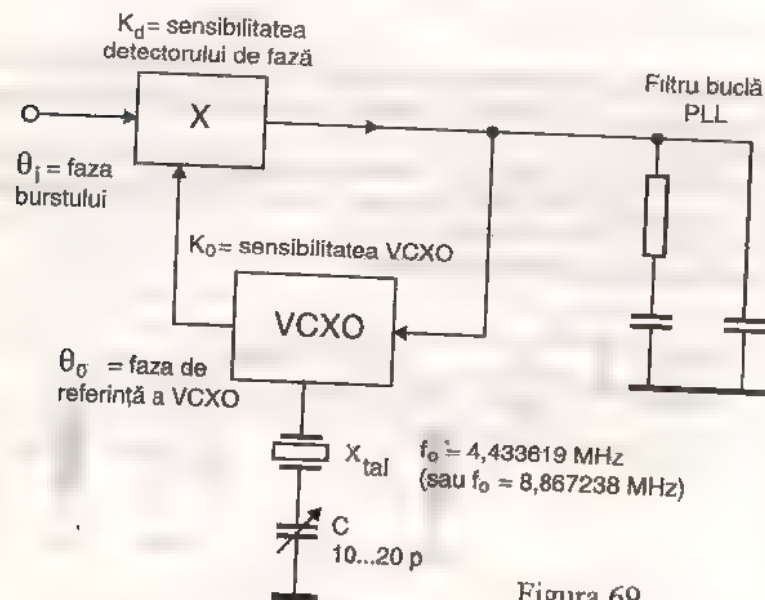 K_d= sensibilitatea
detectorului de fază
X
Filtru buclă
PLL
θ_i = faza
burstului
K_0= sensibilitatea VCXO
VCXO
θ_o = faza de
referință a VCXO
X_tal
f_o = 4,433619 MHz
(sau f_o = 8,867238 MHz)
C
10...20 p
Figura 69